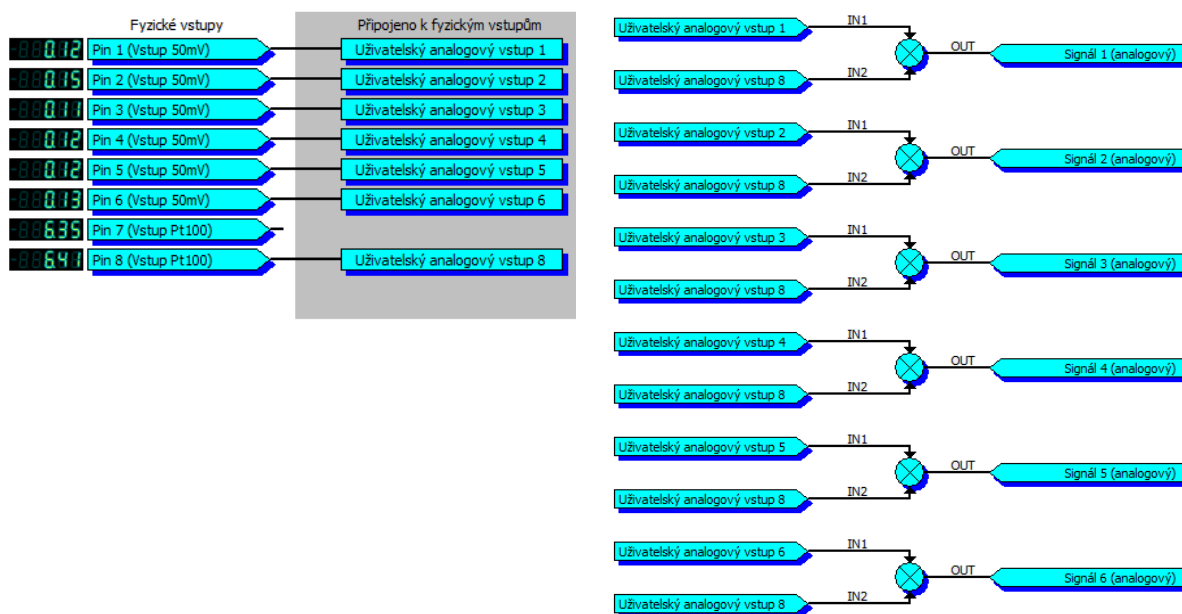 Fyzické vstupy
Připojeno k fyzickým vstupům
0.12 Pin 1 (Vstup 50mV) Uživatelský analogový vstup 1
0.15 Pin 2 (Vstup 50mV) Uživatelský analogový vstup 2
0.11 Pin 3 (Vstup 50mV) Uživatelský analogový vstup 3
0.12 Pin 4 (Vstup 50mV) Uživatelský analogový vstup 4
0.12 Pin 5 (Vstup 50mV) Uživatelský analogový vstup 5
0.13 Pin 6 (Vstup 50mV) Uživatelský analogový vstup 6
6.35 Pin 7 (Vstup Pt100)
6.41 Pin 8 (Vstup Pt100) Uživatelský analogový vstup 8
Uživatelský analogový vstup 1 IN1
OUT Signál 1 (analogový)
Uživatelský analogový vstup 8 IN2
Uživatelský analogový vstup 2 IN1
OUT Signál 2 (analogový)
Uživatelský analogový vstup 8 IN2
Uživatelský analogový vstup 3 IN1
OUT Signál 3 (analogový)
Uživatelský analogový vstup 8 IN2
Uživatelský analogový vstup 4 IN1
OUT Signál 4 (analogový)
Uživatelský analogový vstup 8 IN2
Uživatelský analogový vstup 5 IN1
OUT Signál 5 (analogový)
Uživatelský analogový vstup 8 IN2
Uživatelský analogový vstup 6 IN1
OUT Signál 6 (analogový)
Uživatelský analogový vstup 8 IN2